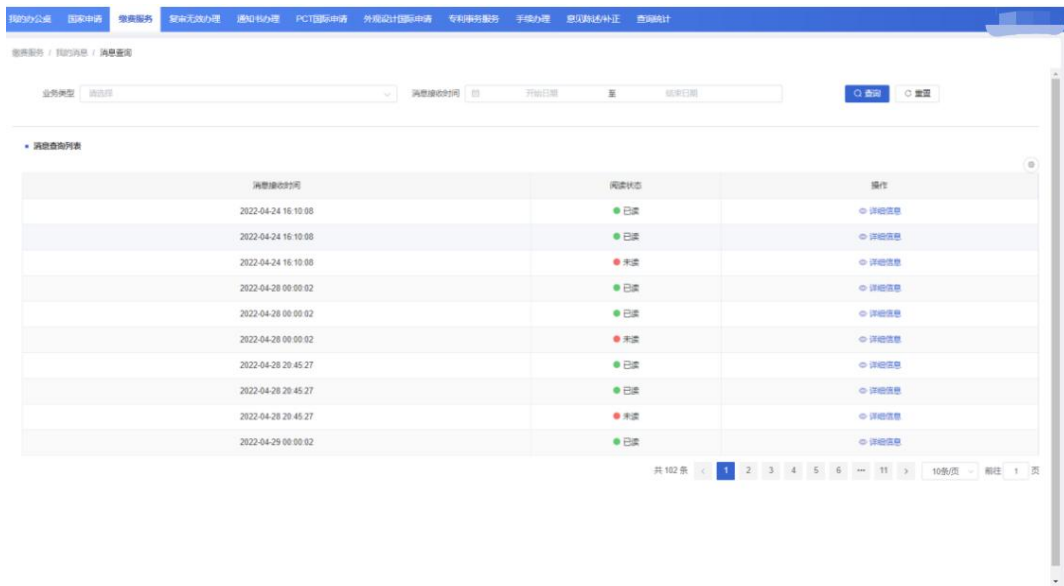 我的办公桌 国家申请 缴费服务 复审无效办理 通知书办理 PCT国际申请 外观设计国际申请 专利事务服务 手续办理 意见陈述/补正 查询统计
缴费服务 / 我的消息 / 消息查询
业务类型 请选择 消息接收时间 开始日期 至 结束日期 查询 重置
消息查询列表
消息接收时间 阅读状态 操作
2022-04-24 16:10:08 已读 详细信息
2022-04-24 16:10:08 已读 详细信息
2022-04-24 16:10:08 未读 详细信息
2022-04-28 00:00:02 已读 详细信息
2022-04-28 00:00:02 已读 详细信息
2022-04-28 00:00:02 未读 详细信息
2022-04-28 20:45:27 已读 详细信息
2022-04-28 20:45:27 已读 详细信息
2022-04-28 20:45:27 未读 详细信息
2022-04-29 00:00:02 已读 详细信息
共 102 条 < 1 2 3 4 5 6 ••• 11 > 10条/页 前往 1 页